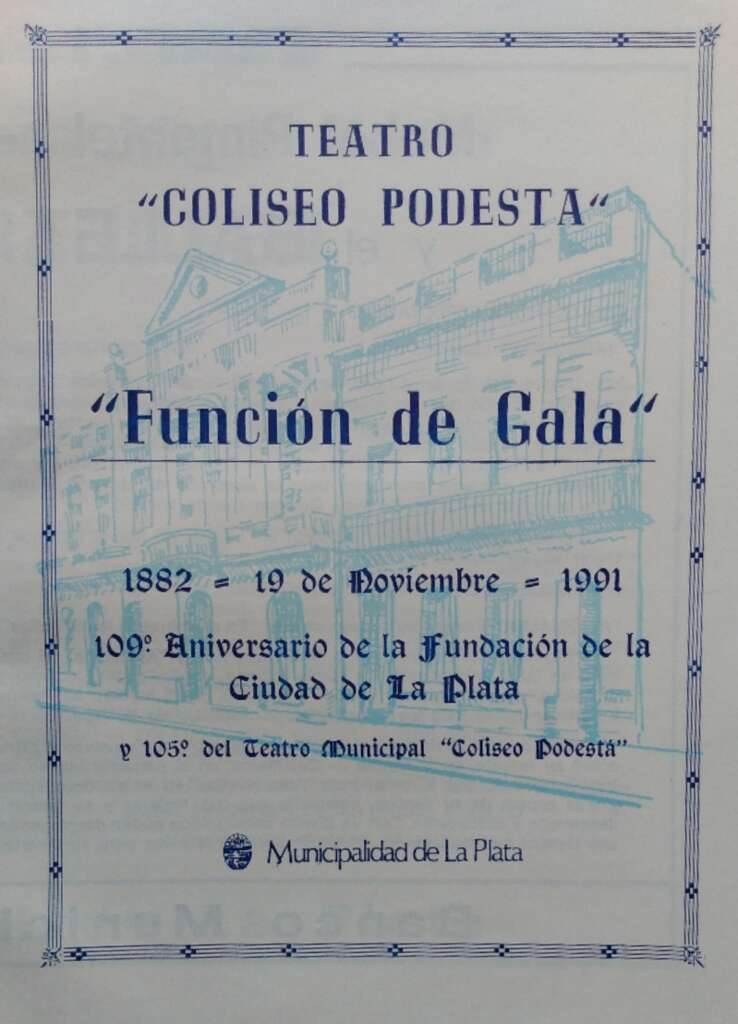 TEATRO
"COLISEO PODESTA"
"Función de Gala"
1882 = 19 de Noviembre = 1991
109º Aniversario de la Fundación de la
Ciudad de La Plata
y 105º del Teatro Municipal "Coliseo Podestá"
Municipalidad de La Plata